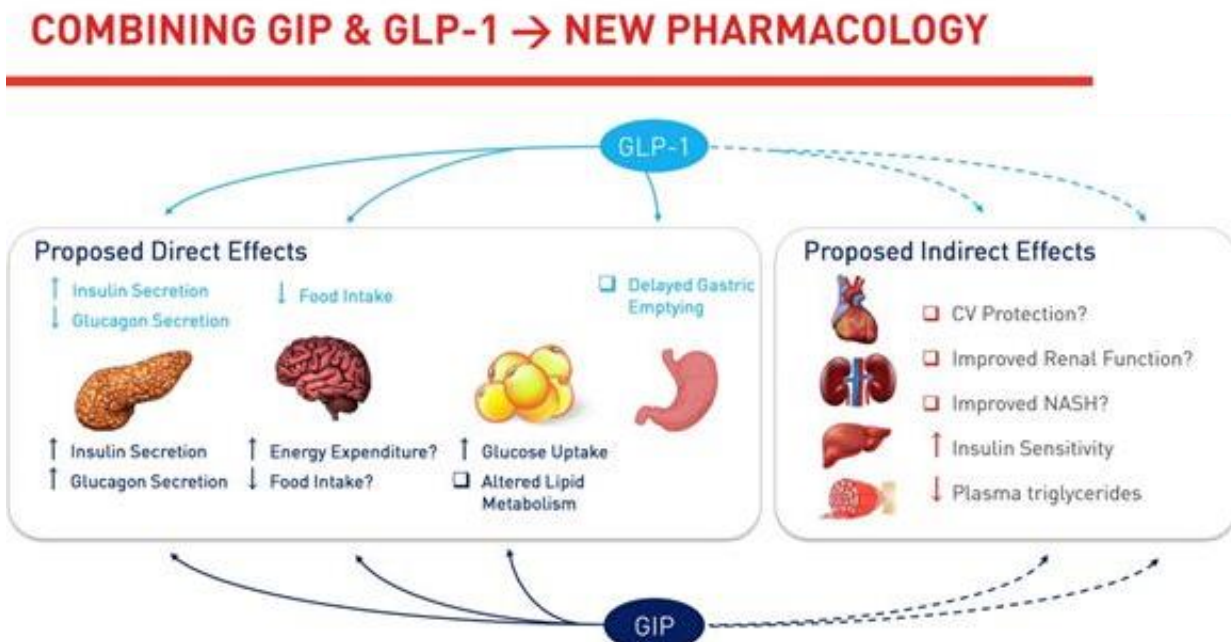 COMBINING GIP & GLP-1 → NEW PHARMACOLOGY
GLP-1
Proposed Direct Effects
↑ Insulin Secretion
↓ Glucagon Secretion
↓ Food Intake
❑ Delayed Gastric
Emptying
↑ Insulin Secretion
↑ Glucagon Secretion
↑ Energy Expenditure?
↓ Food Intake?
↑ Glucose Uptake
❑ Altered Lipid
Metabolism
Proposed Indirect Effects
❑ CV Protection?
❑ Improved Renal Function?
❑ Improved NASH?
↑ Insulin Sensitivity
↓ Plasma triglycerides
GIP